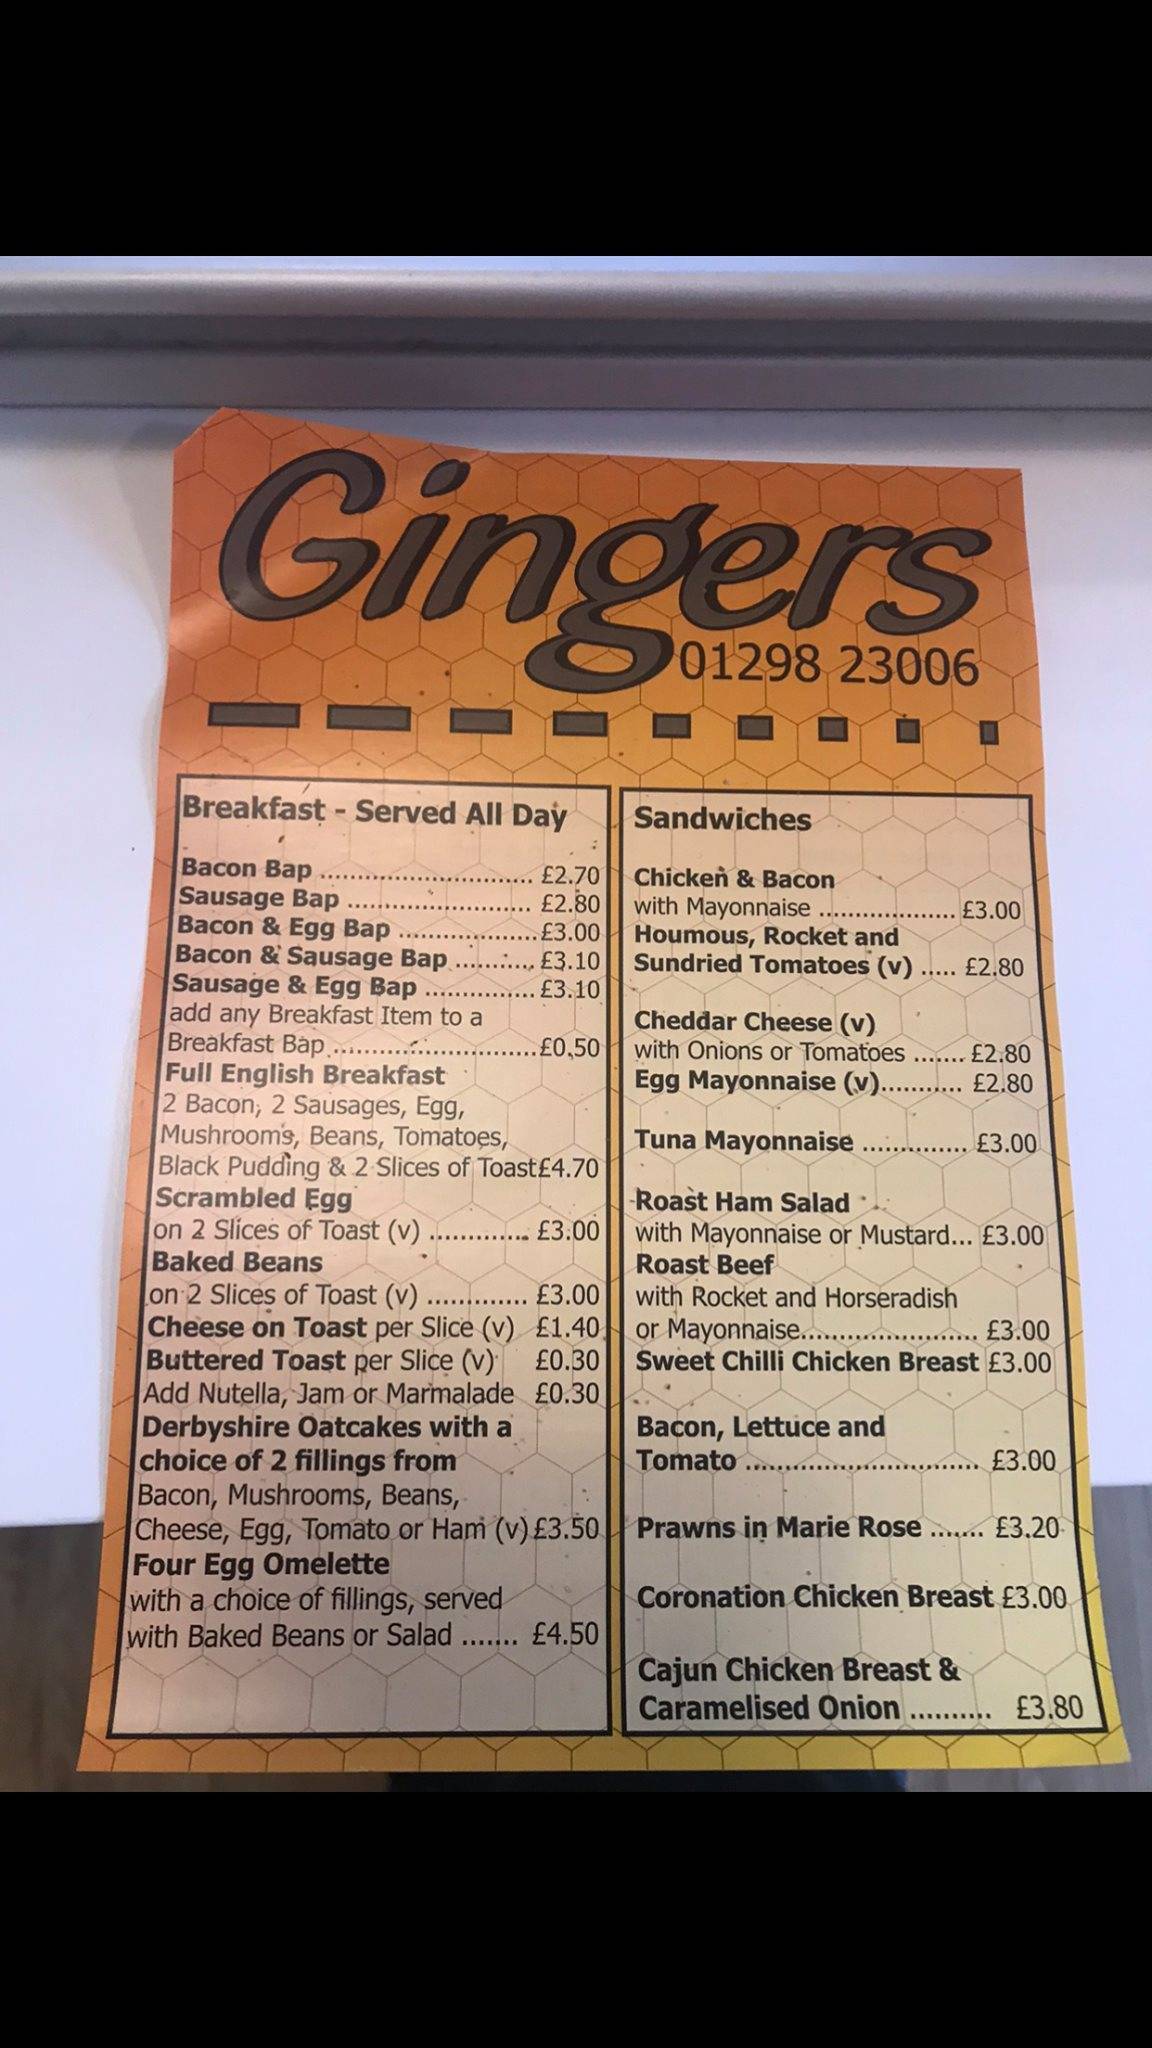 Gingers
01298 23006
Breakfast - Served All Day
Bacon Bap ............................... £2.70
Sausage Bap ........................... £2.80
Bacon & Egg Bap ....................£3.00
Bacon & Sausage Bap ............ £3.10
Sausage & Egg Bap ................ £3.10
add any Breakfast Item to a
Breakfast Bap..............................£0.50
Full English Breakfast
2 Bacon, 2 Sausages, Egg,
Mushrooms, Beans, Tomatoes,
Black Pudding & 2 Slices of Toast£4.70
Scrambled Egg
on 2 Slices of Toast (v) ............. £3.00
Baked Beans
on 2 Slices of Toast (v) ............. £3.00
Cheese on Toast per Slice (v) £1.40
Buttered Toast per Slice (v) £0.30
Add Nutella, Jam or Marmalade £0.30
Derbyshire Oatcakes with a
choice of 2 fillings from
Bacon, Mushrooms, Beans,
Cheese, Egg, Tomato or Ham (v) £3.50
Four Egg Omelette
with a choice of fillings, served
with Baked Beans or Salad ....... £4.50
Sandwiches
Chicken & Bacon
with Mayonnaise ....................£3.00
Houmous, Rocket and
Sundried Tomatoes (v) ..... £2.80
Cheddar Cheese (v)
with Onions or Tomatoes ....... £2.80
Egg Mayonnaise (v)........... £2.80
Tuna Mayonnaise .............. £3.00
Roast Ham Salad
with Mayonnaise or Mustard... £3.00
Roast Beef
with Rocket and Horseradish
or Mayonnaise........................ £3.00
Sweet Chilli Chicken Breast £3.00
Bacon, Lettuce and
Tomato ............................... £3.00
Prawns in Marie Rose ....... £3.20
Coronation Chicken Breast £3.00
Cajun Chicken Breast &
Caramelised Onion .......... £3.80